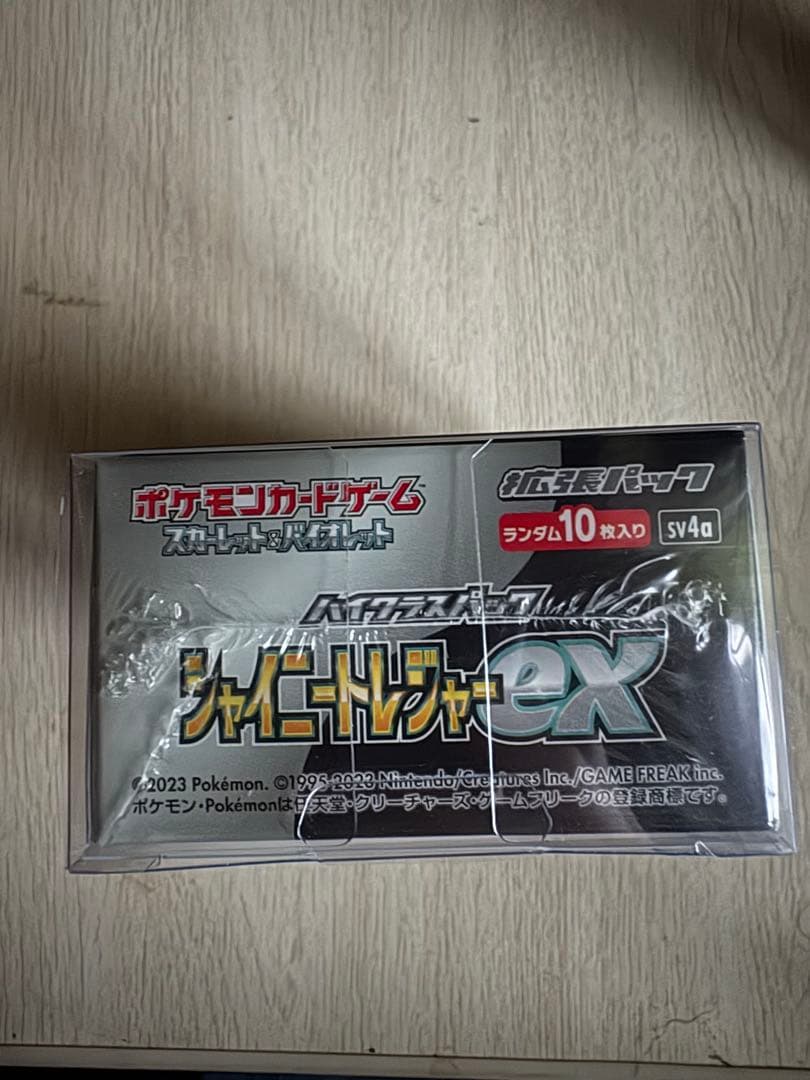 ポケモンカードゲーム
スカーレット&バイオレット
拡張パック
ランダム10枚入り sv4a
ハイクラスパック
シャイニートレジャーex
©2023 Pokémon. ©1995-2023 Nintendo/Creatures Inc./GAME FREAK inc.
ポケモン・Pokémonは任天堂・クリーチャーズ・ゲームフリークの登録商標です。